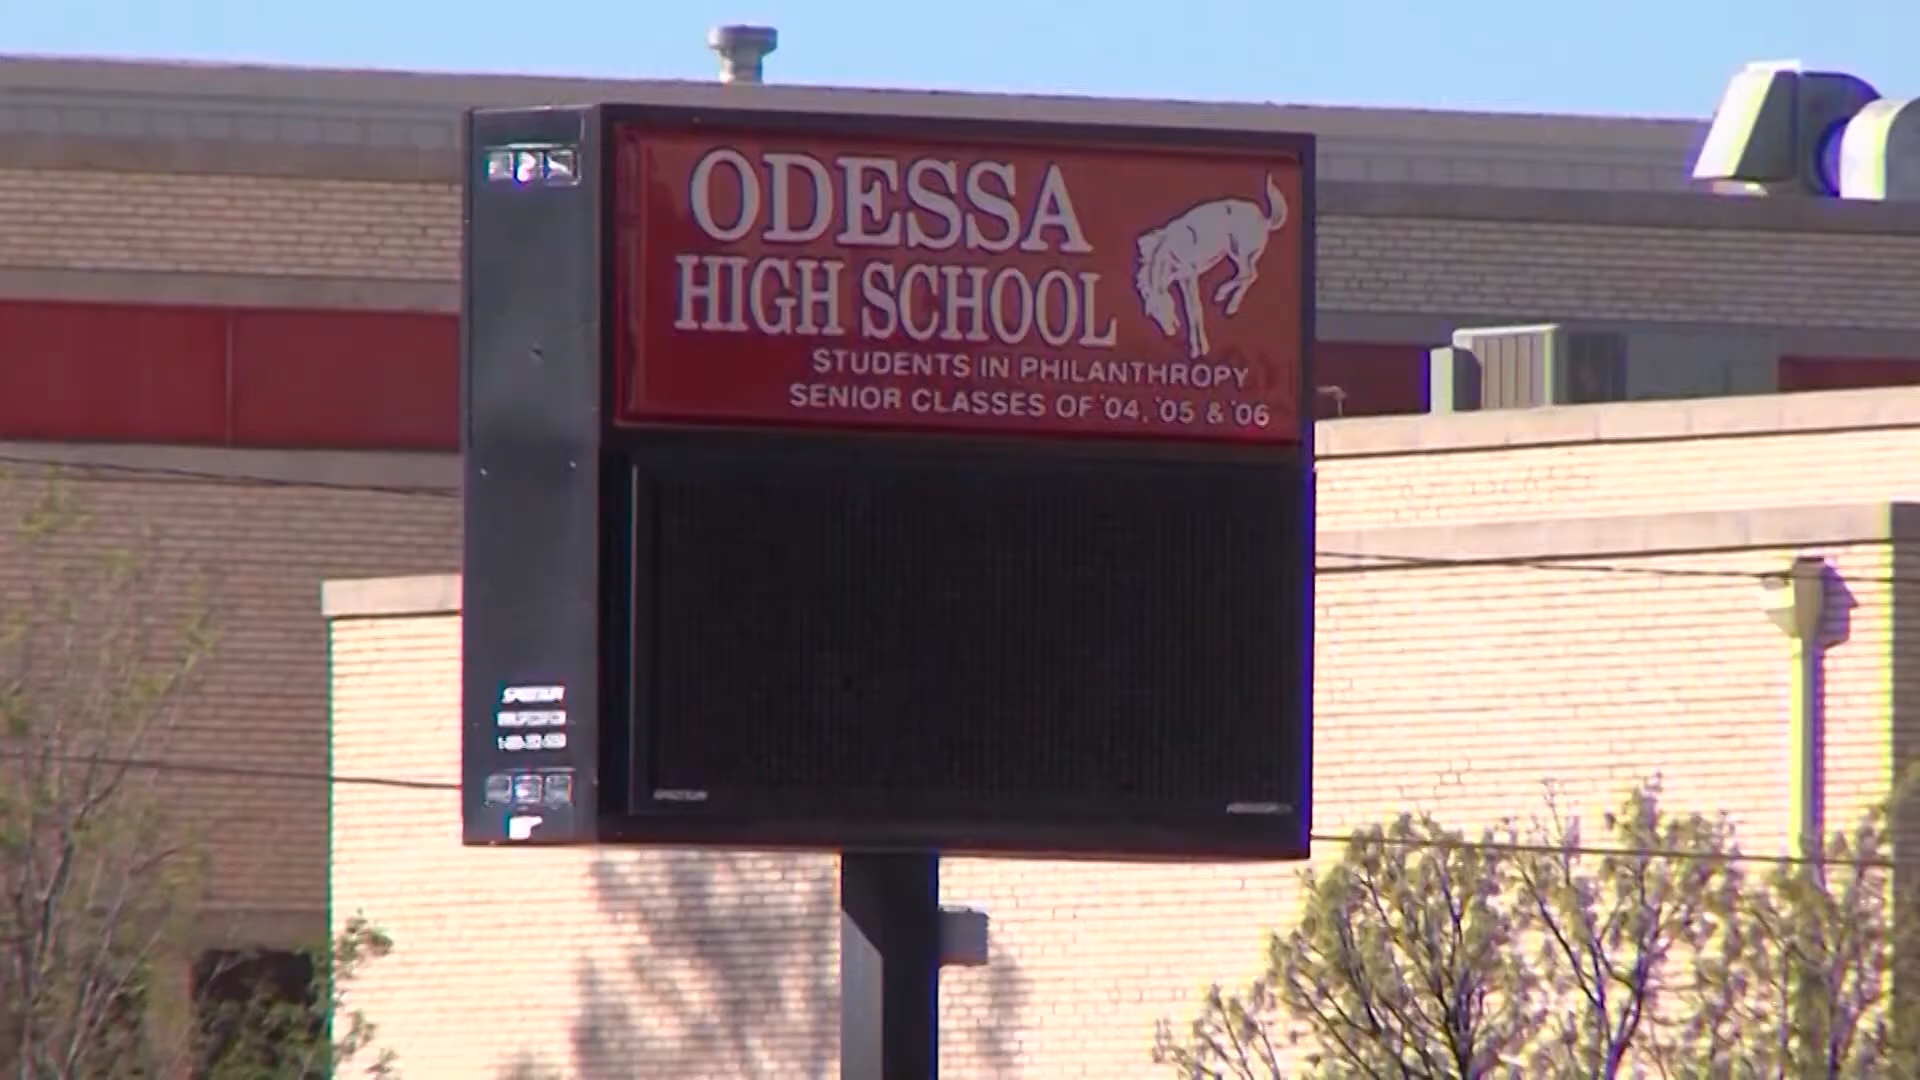 ODESSA
HIGH SCHOOL
STUDENTS IN PHILANTHROPY
SENIOR CLASSES OF '04, '05 & '06